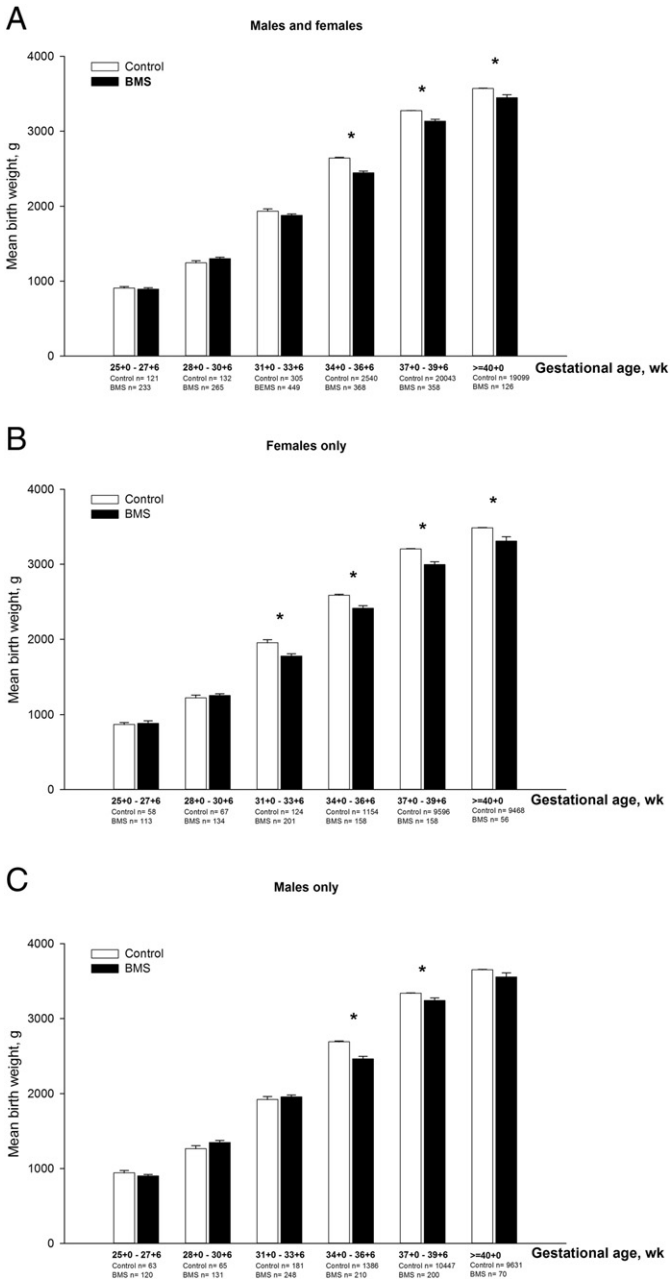 A
Males and females
4000
3000
2000
1000
0
Mean birth weight, g
Control
BMS
*
*
*
25+0 - 27+6
Control n= 121
BMS n= 233
28+0 - 30+6
Control n= 132
BMS n= 265
31+0 - 33+6
Control n= 305
BEMS n= 449
34+0 - 36+6
Control n= 2540
BMS n= 368
37+0 - 39+6
Control n= 20043
BMS n= 358
>=40+0
Control n= 19099
BMS n= 126
Gestational age, wk
B
Females only
4000
3000
2000
1000
0
Mean birth weight, g
Control
BMS
*
*
*
*
25+0 - 27+6
Control n= 58
BMS n= 113
28+0 - 30+6
Control n= 67
BMS n= 134
31+0 - 33+6
Control n= 124
BMS n= 201
34+0 - 36+6
Control n= 1154
BMS n= 158
37+0 - 39+6
Control n= 9596
BMS n= 158
>=40+0
Control n= 9468
BMS n= 56
Gestational age, wk
C
Males only
4000
3000
2000
1000
0
Mean birth weight, g
Control
BMS
*
*
25+0 - 27+6
Control n= 63
BMS n= 120
28+0 - 30+6
Control n= 65
BMS n= 131
31+0 - 33+6
Control n= 181
BMS n= 248
34+0 - 36+6
Control n= 1386
BMS n= 210
37+0 - 39+6
Control n= 10447
BMS n= 200
>=40+0
Control n= 9631
BMS n= 70
Gestational age, wk